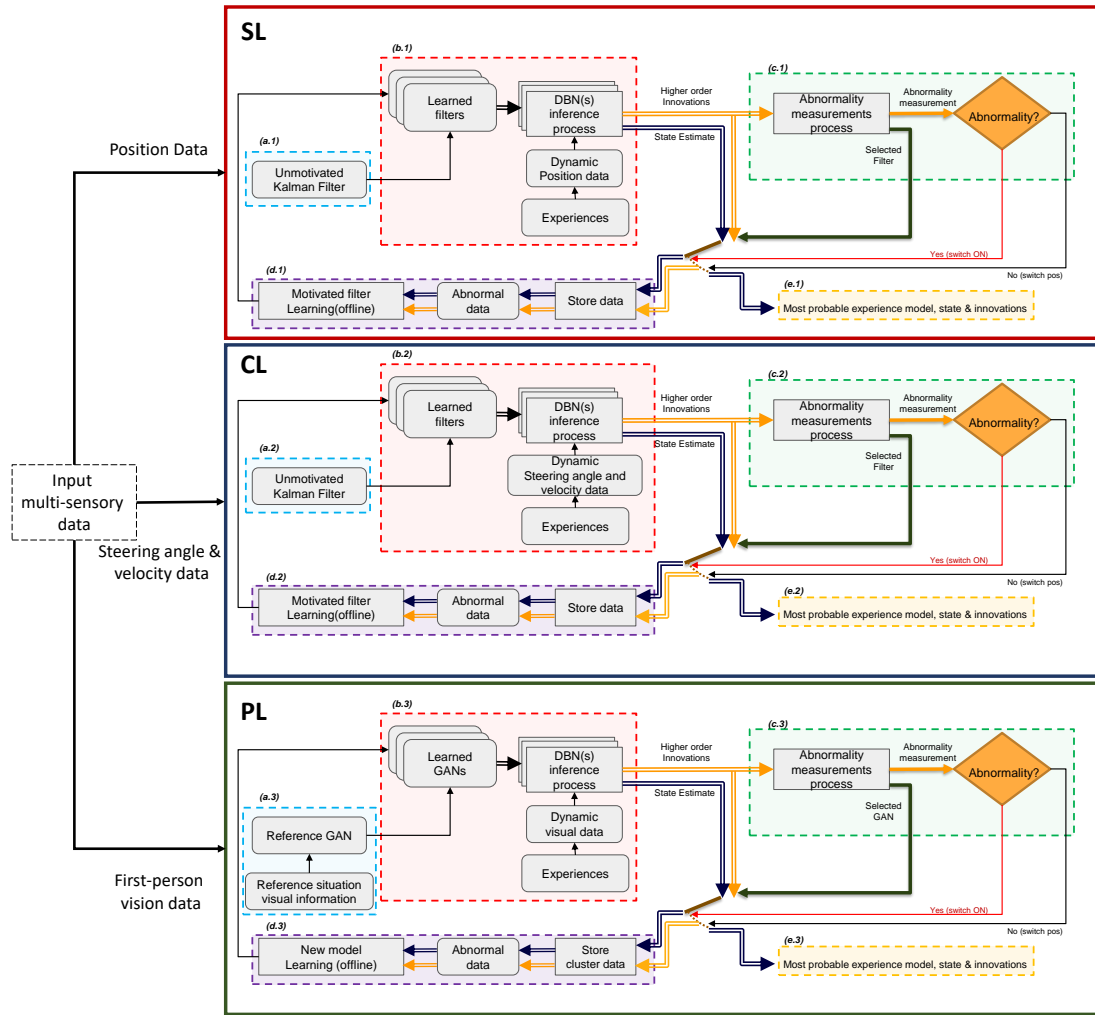 Input
multi-sensory
data
Position Data
Steering angle &
velocity data
First-person
vision data
SL
(a.1)
Unmotivated
Kalman Filter
(b.1)
Learned
filters
DBN(s)
inference
process
Dynamic
Position data
Experiences
Higher order
Innovations
State Estimate
(c.1)
Abnormality
measurements
process
Abnormality
measurement
Abnormality?
Selected
Filter
Yes (switch ON)
No (switch pos)
(d.1)
Motivated filter
Learning(offline)
Abnormal
data
Store data
(e.1)
Most probable experience model, state & innovations
CL
(a.2)
Unmotivated
Kalman Filter
(b.2)
Learned
filters
DBN(s)
inference
process
Dynamic
Steering angle and
velocity data
Experiences
Higher order
Innovations
State Estimate
(c.2)
Abnormality
measurements
process
Abnormality
measurement
Abnormality?
Selected
Filter
Yes (switch ON)
No (switch pos)
(d.2)
Motivated filter
Learning(offline)
Abnormal
data
Store data
(e.2)
Most probable experience model, state & innovations
PL
(a.3)
Reference GAN
Reference situation
visual information
(b.3)
Learned
GANs
DBN(s)
inference
process
Dynamic
visual data
Experiences
Higher order
Innovations
State Estimate
(c.3)
Abnormality
measurements
process
Abnormality
measurement
Abnormality?
Selected
GAN
Yes (switch ON)
No (switch pos)
(d.3)
New model
Learning (offline)
Abnormal
data
Store
cluster data
(e.3)
Most probable experience model, state & innovations